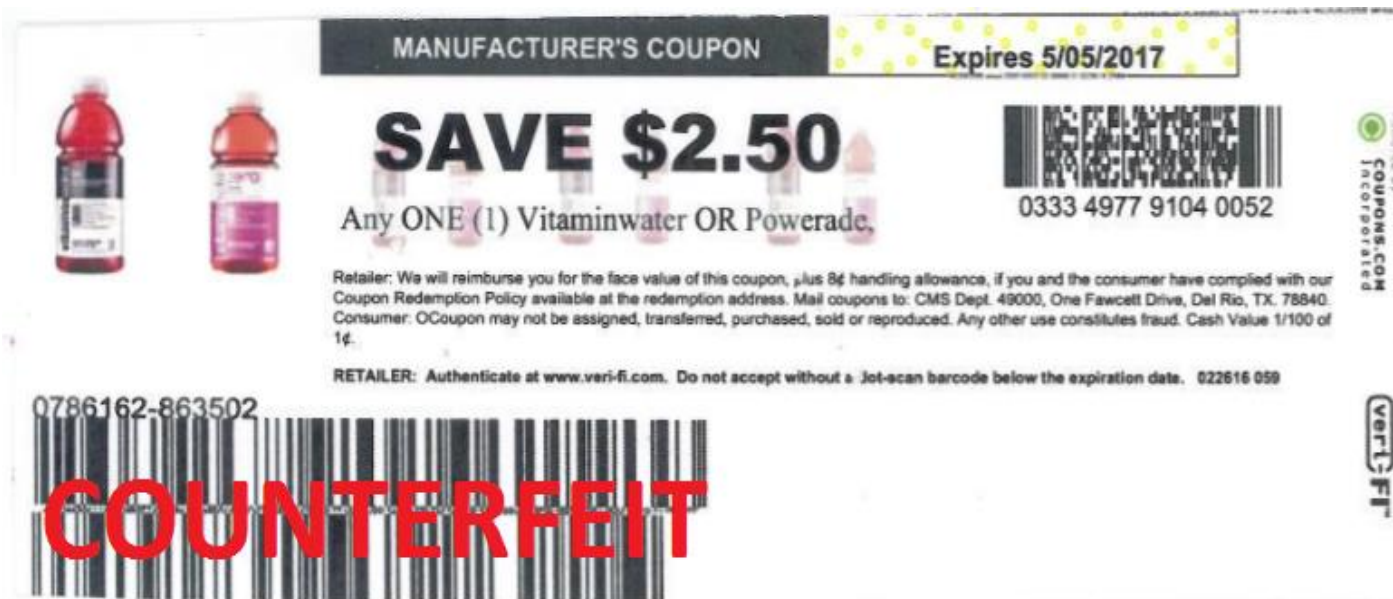 MANUFACTURER'S COUPON
Expires 5/05/2017
SAVE $2.50
Any ONE (1) Vitaminwater OR Powerade,
0333 4977 9104 0052
COUPONS.COM
Incorporated
Retailer: We will reimburse you for the face value of this coupon, plus 8¢ handling allowance, if you and the consumer have complied with our
Coupon Redemption Policy available at the redemption address. Mail coupons to: CMS Dept. 49000, One Fawcett Drive, Del Rio, TX. 78840.
Consumer: OCoupon may not be assigned, transferred, purchased, sold or reproduced. Any other use constitutes fraud. Cash Value 1/100 of
1¢.
RETAILER: Authenticate at www.veri-fi.com. Do not accept without a dot-scan barcode below the expiration date. 022616 059
0786162-863502
COUNTERFEIT
veri-fi